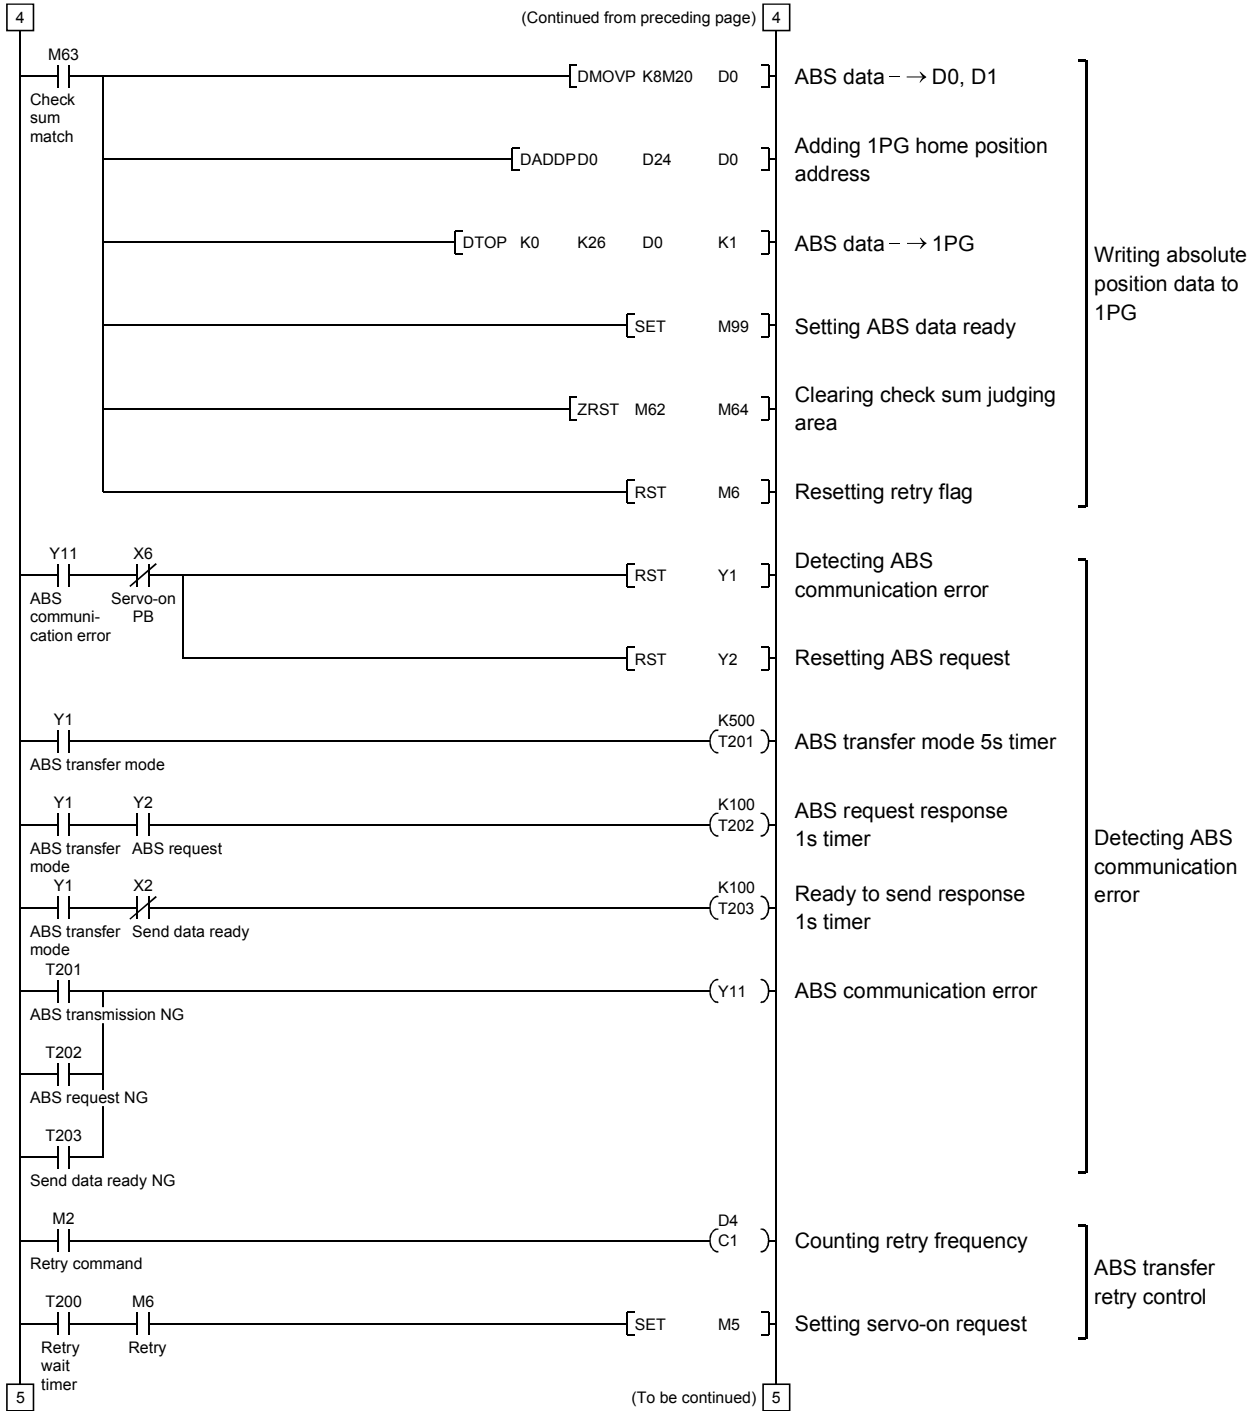 4 (Continued from preceding page) 4
M63
Check
sum
match
DMOVP K8M20 D0
ABS data – → D0, D1
DADDPD0 D24 D0
Adding 1PG home position
address
DTOP K0 K26 D0 K1
ABS data – → 1PG
SET M99
Setting ABS data ready
ZRST M62 M64
Clearing check sum judging
area
RST M6
Resetting retry flag
Writing absolute
position data to
1PG
Y11 X6
ABS
communi-
cation error
Servo-on
PB
RST Y1
Detecting ABS
communication error
RST Y2
Resetting ABS request
Y1
ABS transfer mode
K500
T201
ABS transfer mode 5s timer
Y1 Y2
ABS transfer
mode
ABS request
K100
T202
ABS request response
1s timer
Y1 X2
ABS transfer
mode
Send data ready
K100
T203
Ready to send response
1s timer
T201
ABS transmission NG
Y11
ABS communication error
T202
ABS request NG
T203
Send data ready NG
Detecting ABS
communication
error
M2
Retry command
D4
C1
Counting retry frequency
T200 M6
Retry
wait
timer
Retry
SET M5
Setting servo-on request
ABS transfer
retry control
5 (To be continued) 5